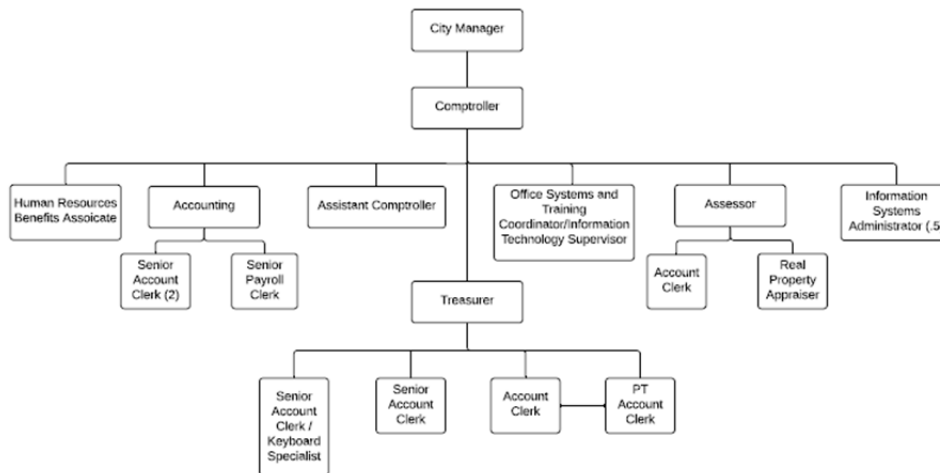 City Manager
Comptroller
Human Resources
Benefits Assoicate
Accounting
Assistant Comptroller
Office Systems and
Training
Coordinator/Information
Technology Supervisor
Assessor
Information
Systems
Administrator (.5
Senior
Account
Clerk (2)
Senior
Payroll
Clerk
Account
Clerk
Real
Property
Appraiser
Treasurer
Senior
Account
Clerk /
Keyboard
Specialist
Senior
Account
Clerk
Account
Clerk
PT
Account
Clerk